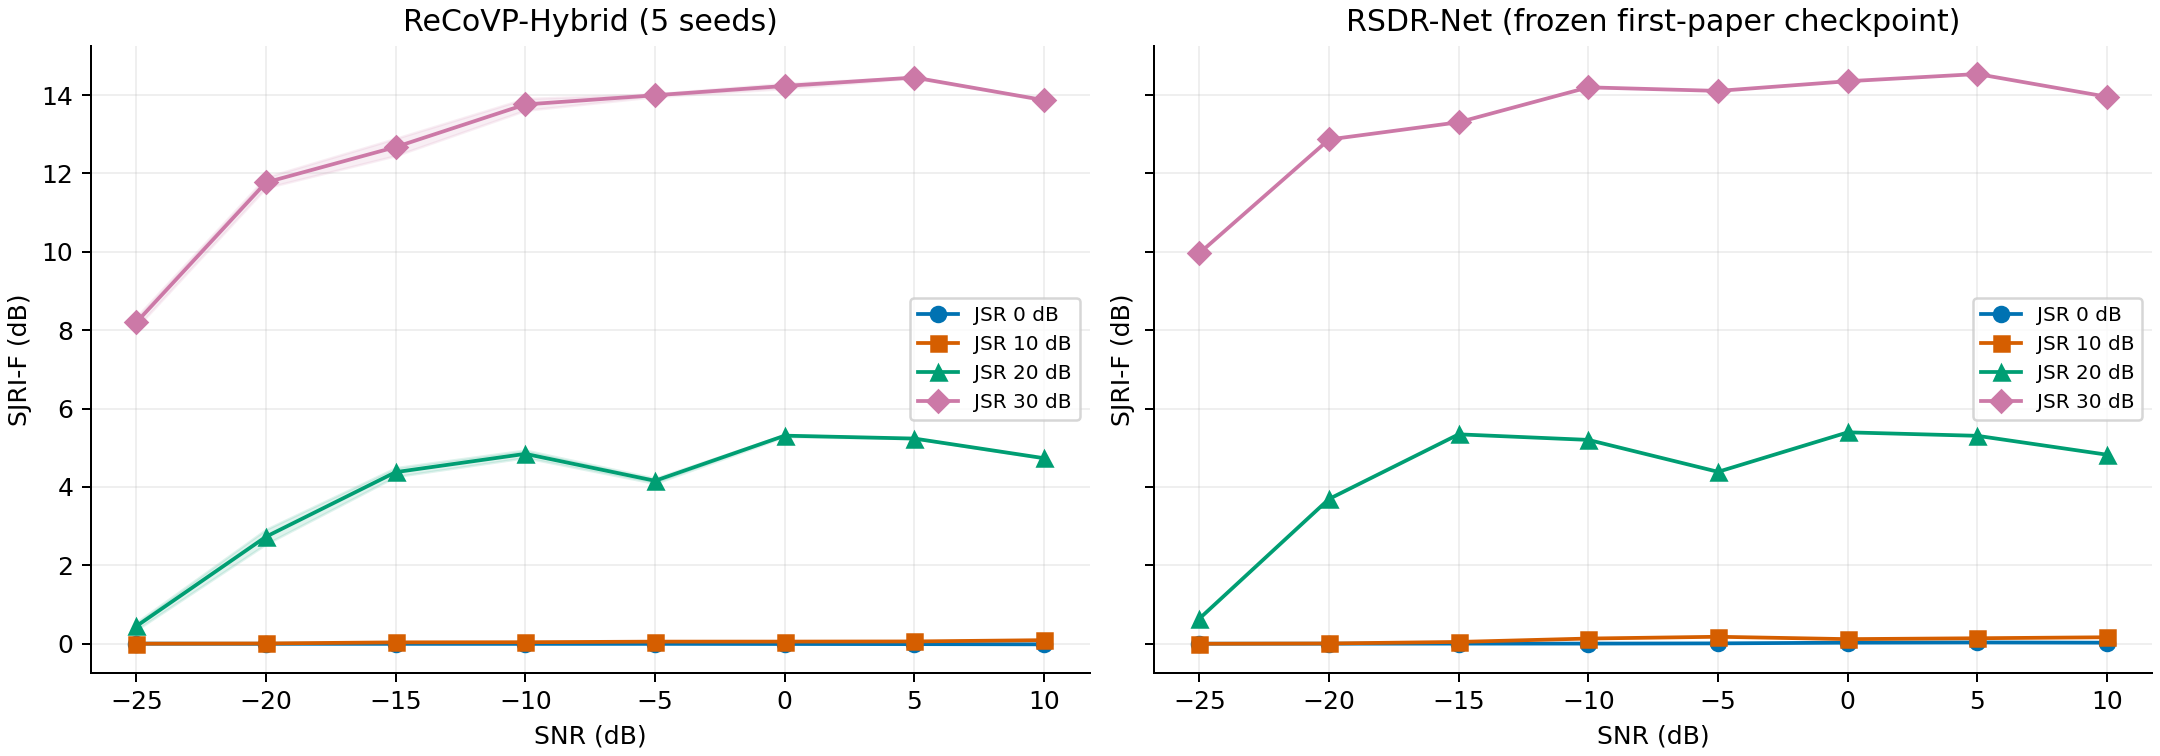 ReCoVP-Hybrid (5 seeds)
SJRI-F (dB)
14
12
10
8
6
4
2
0
JSR 0 dB
JSR 10 dB
JSR 20 dB
JSR 30 dB
−25 −20 −15 −10 −5 0 5 10
SNR (dB)
RSDR-Net (frozen first-paper checkpoint)
SJRI-F (dB)
JSR 0 dB
JSR 10 dB
JSR 20 dB
JSR 30 dB
−25 −20 −15 −10 −5 0 5 10
SNR (dB)